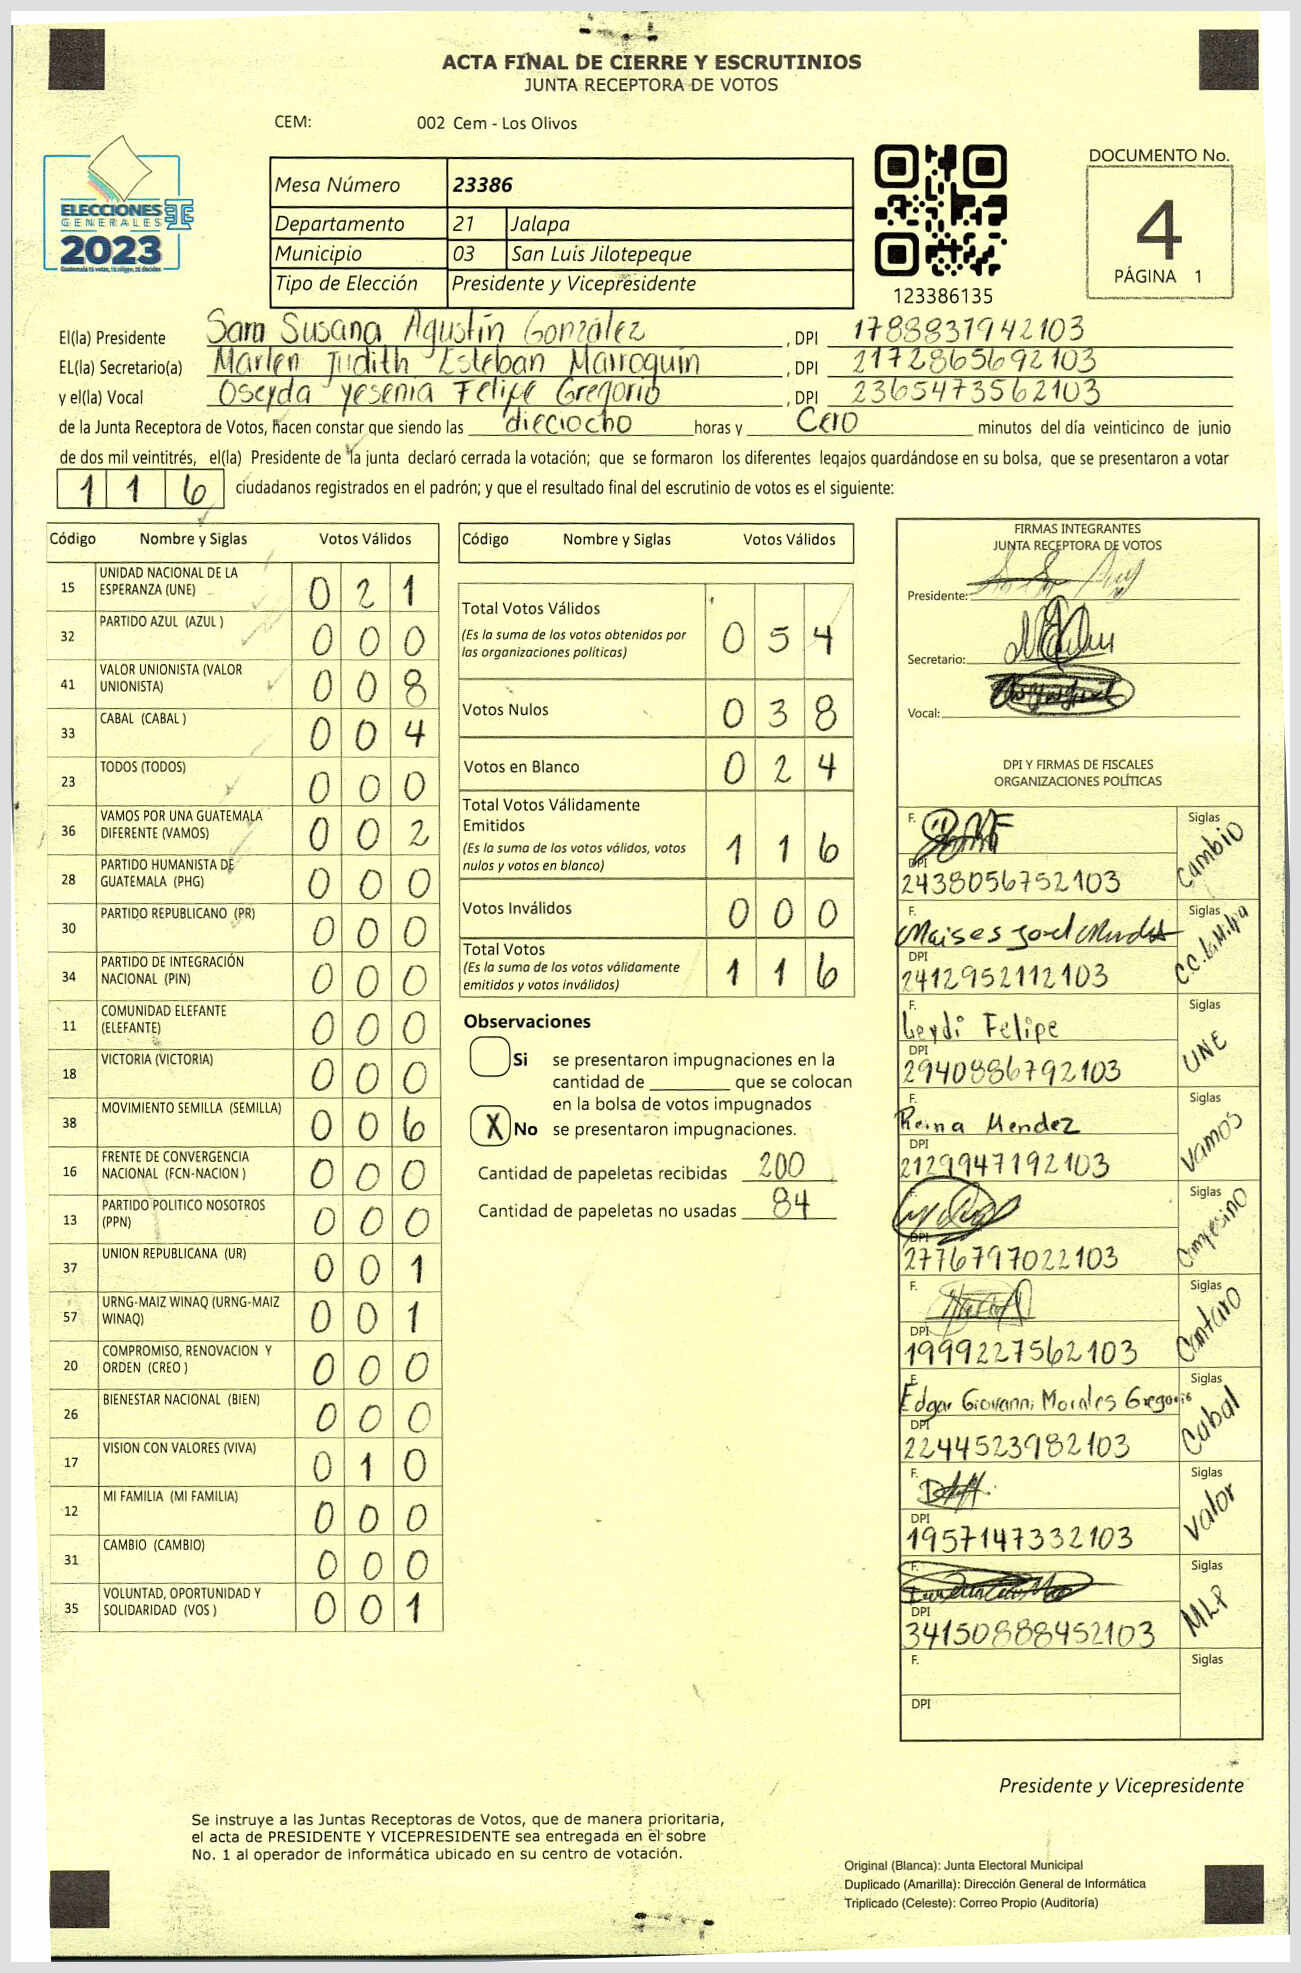 ACTA FINAL DE CIERRE Y ESCRUTINIOS
JUNTA RECEPTORA DE VOTOS
CEM: 002 Cem - Los Olivos
ELECCIONES
GENERALES
2023
Mesa Número 23386
Departamento 21 Jalapa
Municipio 03 San Luis Jilotepeque
Tipo de Elección Presidente y Vicepresidente
123386135
DOCUMENTO No.
4
PÁGINA 1
El(la) Presidente Sara Susana Agustín González , DPI 1788837942103
EL(la) Secretario(a) Marlen Judith Esteban Marroquin , DPI 2172865692103
y el(la) Vocal Oseyda Yesenia Felipe Gregorio , DPI 2365473562103
de la Junta Receptora de Votos, hacen constar que siendo las dieciocho horas y Cero minutos del día veinticinco de junio
de dos mil veintitrés, el(la) Presidente de la junta declaró cerrada la votación; que se formaron los diferentes legajos guardándose en su bolsa, que se presentaron a votar
116 ciudadanos registrados en el padrón; y que el resultado final del escrutinio de votos es el siguiente:
Código Nombre y Siglas Votos Válidos
15 UNIDAD NACIONAL DE LA
ESPERANZA (UNE) 0 2 1
32 PARTIDO AZUL (AZUL ) 0 0 0
41 VALOR UNIONISTA (VALOR
UNIONISTA) 0 0 8
33 CABAL (CABAL ) 0 0 4
23 TODOS (TODOS) 0 0 0
36 VAMOS POR UNA GUATEMALA
DIFERENTE (VAMOS) 0 0 2
28 PARTIDO HUMANISTA DE
GUATEMALA (PHG) 0 0 0
30 PARTIDO REPUBLICANO (PR) 0 0 0
34 PARTIDO DE INTEGRACIÓN
NACIONAL (PIN) 0 0 0
11 COMUNIDAD ELEFANTE
(ELEFANTE) 0 0 0
18 VICTORIA (VICTORIA) 0 0 0
38 MOVIMIENTO SEMILLA (SEMILLA) 0 0 6
16 FRENTE DE CONVERGENCIA
NACIONAL (FCN-NACION ) 0 0 0
13 PARTIDO POLITICO NOSOTROS
(PPN) 0 0 0
37 UNION REPUBLICANA (UR) 0 0 1
57 URNG-MAIZ WINAQ (URNG-MAIZ
WINAQ) 0 0 1
20 COMPROMISO, RENOVACION Y
ORDEN (CREO ) 0 0 0
26 BIENESTAR NACIONAL (BIEN) 0 0 0
17 VISION CON VALORES (VIVA) 0 1 0
12 MI FAMILIA (MI FAMILIA) 0 0 0
31 CAMBIO (CAMBIO) 0 0 0
35 VOLUNTAD, OPORTUNIDAD Y
SOLIDARIDAD (VOS ) 0 0 1
Código Nombre y Siglas Votos Válidos
Total Votos Válidos 0 5 4
(Es la suma de los votos obtenidos por
las organizaciones políticas)
Votos Nulos 0 3 8
Votos en Blanco 0 2 4
Total Votos Válidamente
Emitidos 1 1 6
(Es la suma de los votos válidos, votos
nulos y votos en blanco)
Votos Inválidos 0 0 0
Total Votos 1 1 6
(Es la suma de los votos válidamente
emitidos y votos inválidos)
Observaciones
Si se presentaron impugnaciones en la
cantidad de ________ que se colocan
en la bolsa de votos impugnados
X No se presentaron impugnaciones.
Cantidad de papeletas recibidas 200
Cantidad de papeletas no usadas 84
FIRMAS INTEGRANTES
JUNTA RECEPTORA DE VOTOS
Presidente:
Secretario:
Vocal:
DPI Y FIRMAS DE FISCALES
ORGANIZACIONES POLÍTICAS
F. Siglas Cambio
DPI
2438056752103
F. Moises Joel Mendez Siglas
DPI
2412952112103
F. Leydi Felipe Siglas UNE
DPI
2940886792103
F. Reina Mendez Siglas Vamos
DPI
2129947192103
F. Siglas Campesino
DPI
2776797022103
F. Siglas Cantaro
DPI
1999227562103
F. Edgar Giovanni Morales Gregorio Siglas Cabal
DPI
2244523982103
F. Siglas Valor
DPI
1957147332103
F. Siglas MLP
DPI
34150888452103
F. Siglas
DPI
Presidente y Vicepresidente
Se instruye a las Juntas Receptoras de Votos, que de manera prioritaria,
el acta de PRESIDENTE Y VICEPRESIDENTE sea entregada en el sobre
No. 1 al operador de informática ubicado en su centro de votación.
Original (Blanca): Junta Electoral Municipal
Duplicado (Amarilla): Dirección General de Informática
Triplicado (Celeste): Correo Propio (Auditoría)